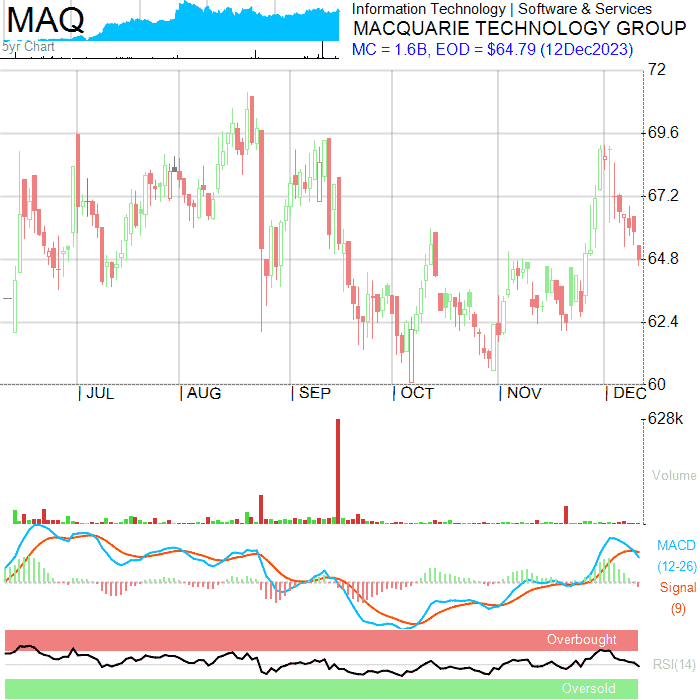 MAQ
5yr Chart
Information Technology | Software & Services
MACQUARIE TECHNOLOGY GROUP
MC = 1.6B, EOD = $64.79 (12Dec2023)
72
69.6
67.2
64.8
62.4
60
| JUL | AUG | SEP | OCT | NOV | DEC
628k
Volume
MACD
(12-26)
Signal
(9)
Overbought
RSI(14)
Oversold